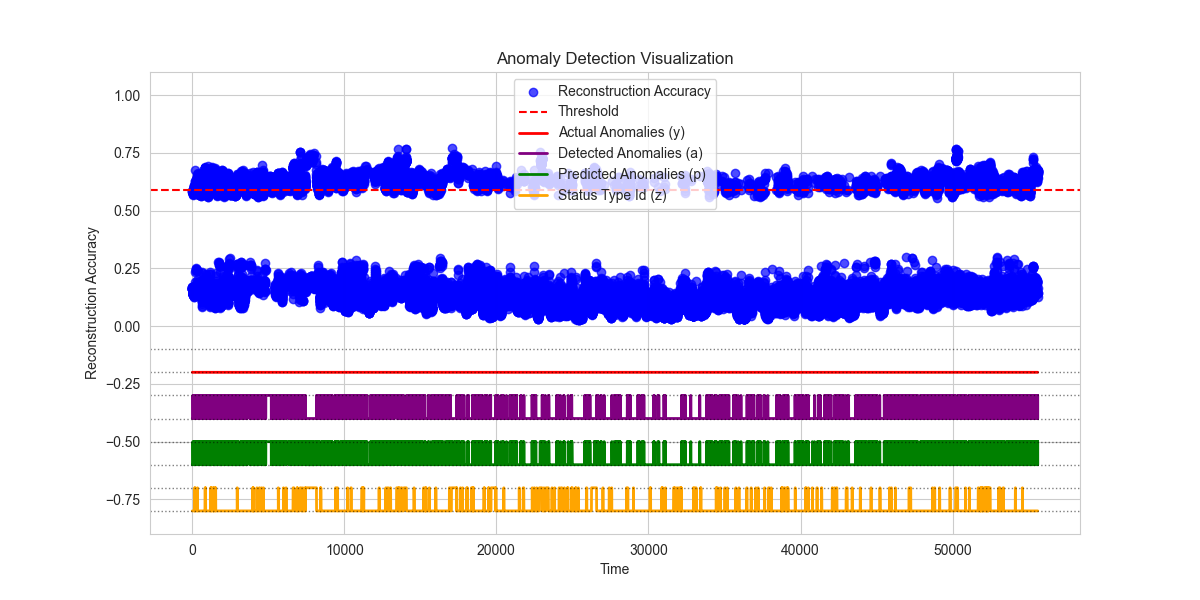 Anomaly Detection Visualization
Reconstruction Accuracy
Threshold
Actual Anomalies (y)
Detected Anomalies (a)
Predicted Anomalies (p)
Status Type Id (z)
Reconstruction Accuracy
1.00
0.75
0.50
0.25
0.00
−0.25
−0.50
−0.75
0
10000
20000
30000
40000
50000
Time